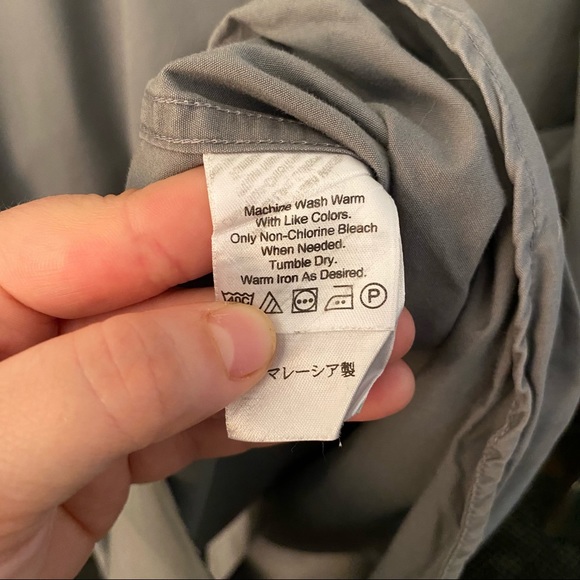 Machine Wash Warm
With Like Colors.
Only Non-Chlorine Bleach
When Needed.
Tumble Dry.
Warm Iron As Desired.
40C P
マレーシア製